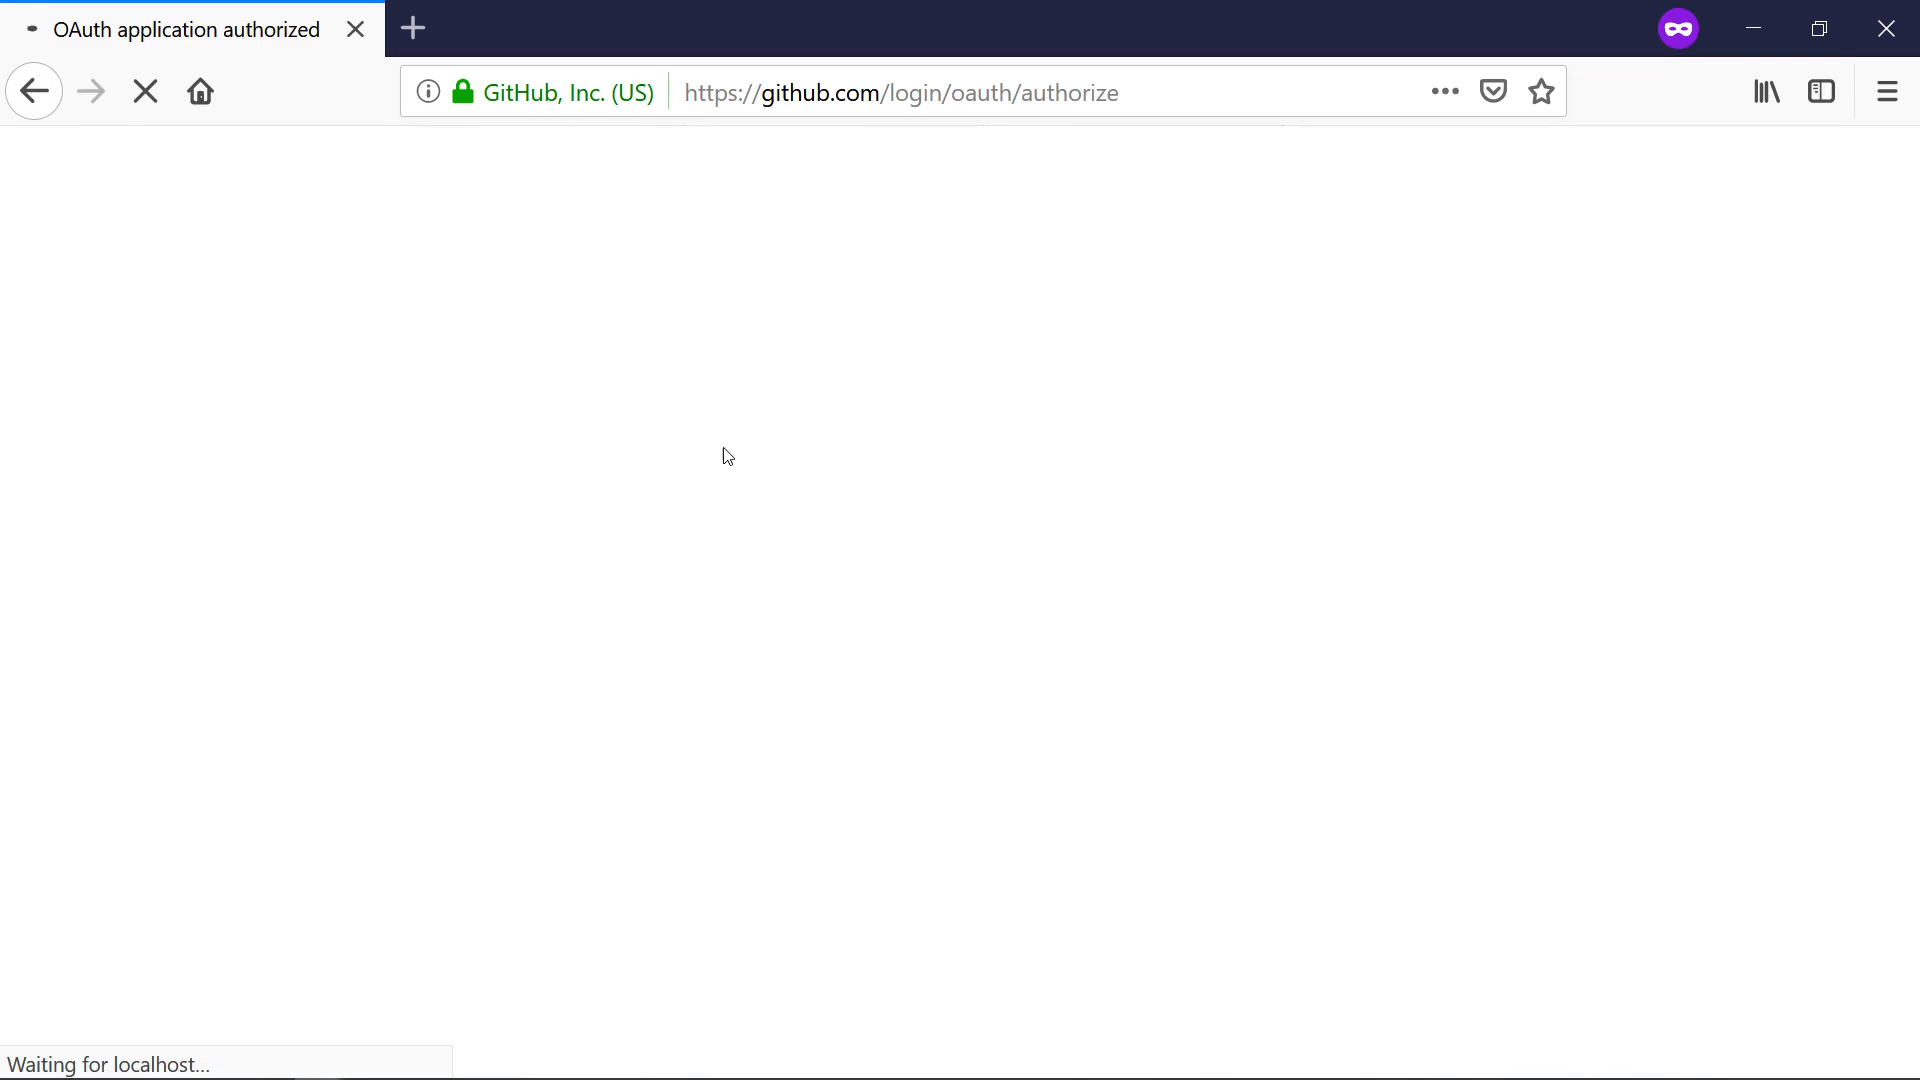 OAuth application authorized
GitHub, Inc. (US) https://github.com/login/oauth/authorize
Waiting for localhost...